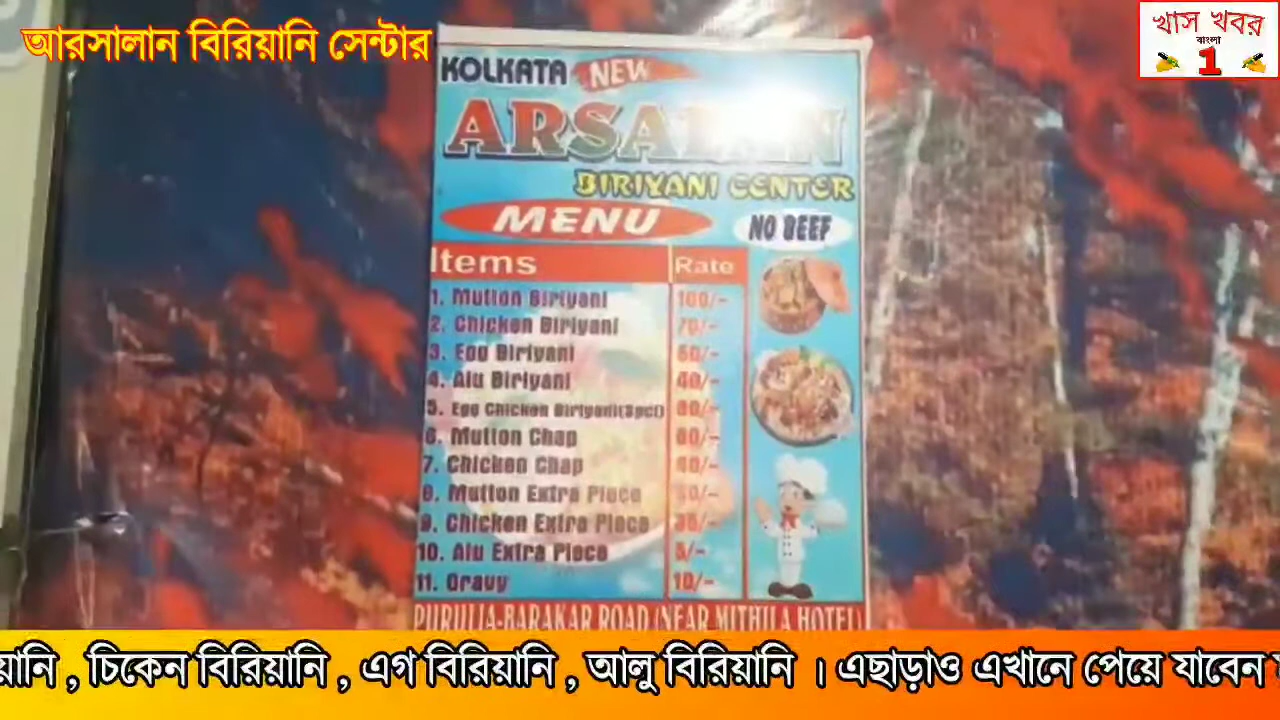 আরসালান বিরিয়ানি সেন্টার
খাস খবর
বাংলা
1
KOLKATA NEW
ARSALAN
BIRIYANI CENTER
MENU NO BEEF
Items Rate
1. Mutton Biriyani 100/-
2. Chicken Biriyani 70/-
3. Egg Biriyani
4. Alu Biriyani 40/-
5. Egg Chicken Biriyani
6. Mutton Chap
7. Chicken Chap
8. Mutton Extra Piece
9. Chicken Extra Piece
10. Alu Extra Piece 5/-
11. Gravy 10/-
PURULIA-BARAKAR ROAD (NEAR MITHILA HOTEL)
য়ানি , চিকেন বিরিয়ানি , এগ বিরিয়ানি , আলু বিরিয়ানি । এছাড়াও এখানে পেয়ে যাবেন